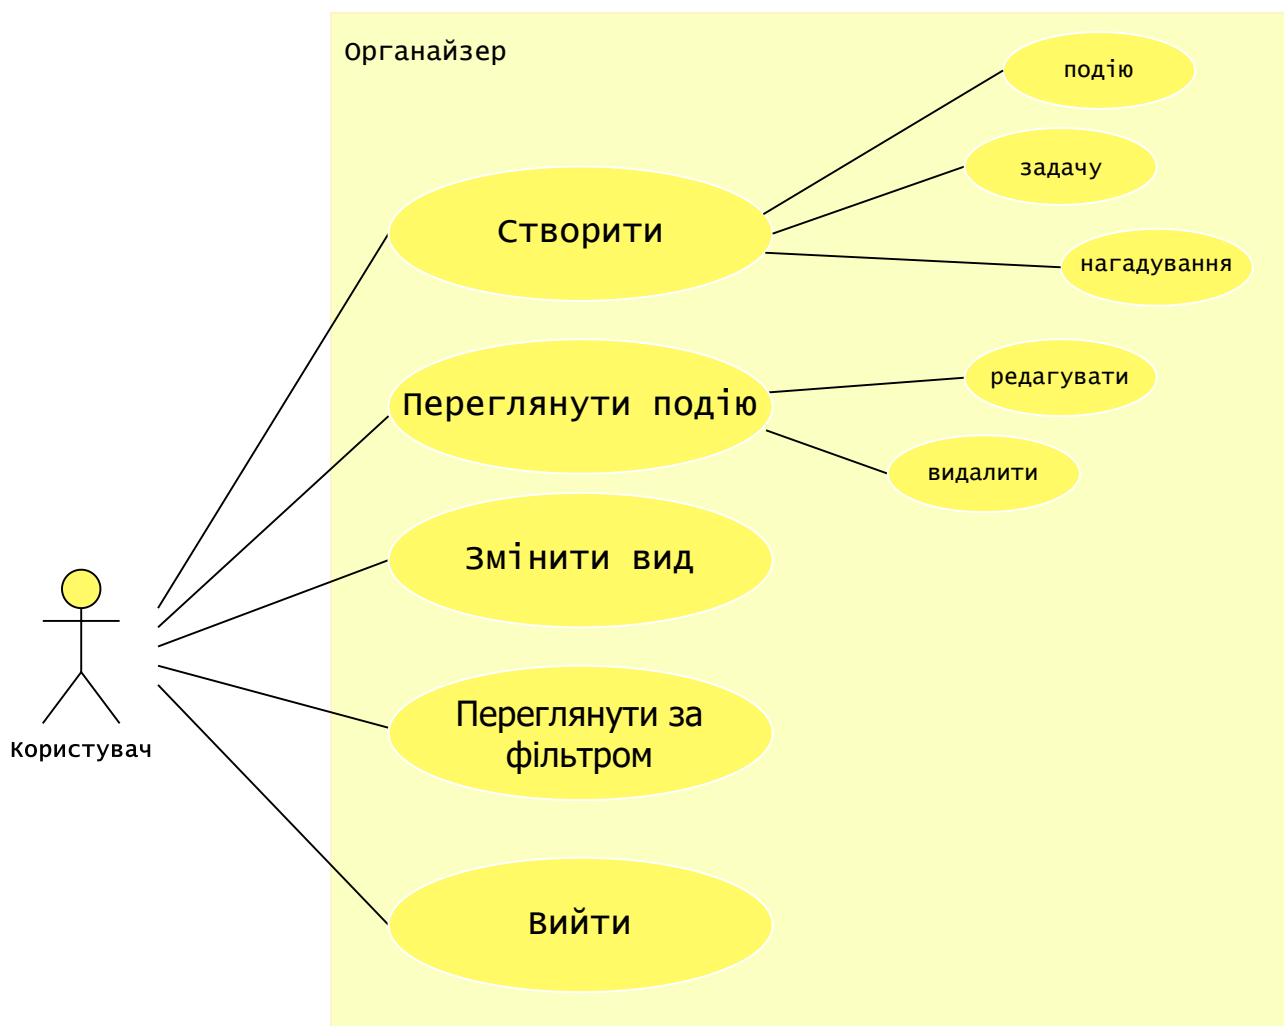 Органайзер
подію
задачу
Створити
нагадування
редагувати
Переглянути подію
видалити
Змінити вид
Переглянути за
фільтром
Користувач
Вийти